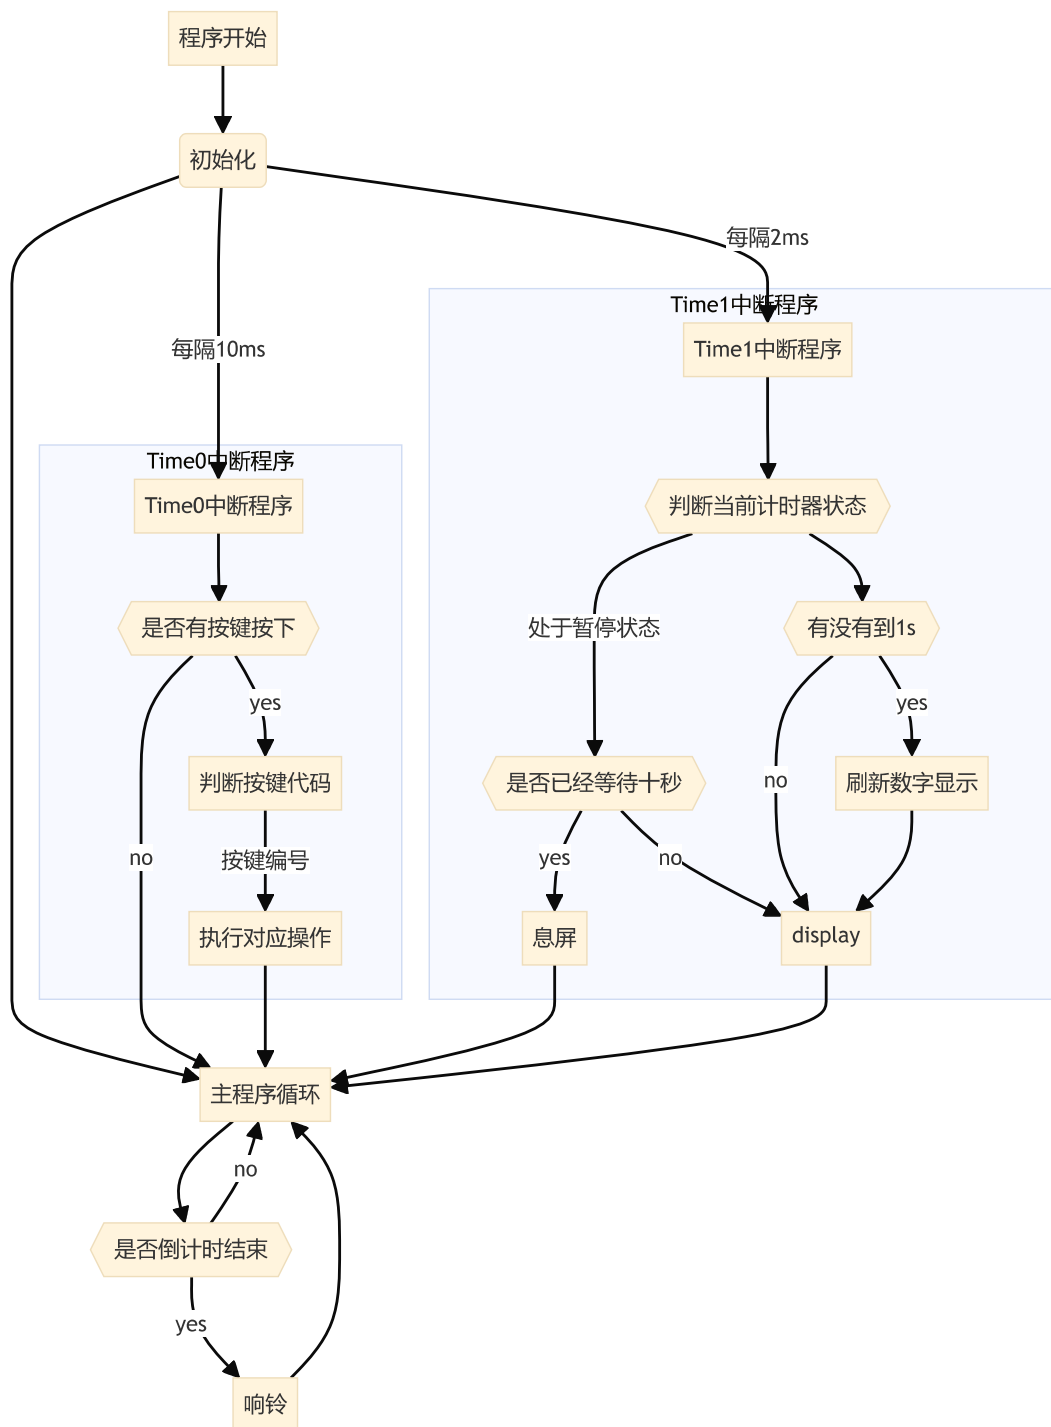 程序开始
初始化
每隔2ms
Time1中断程序
Time1中断程序
每隔10ms
Time0中断程序
Time0中断程序
判断当前计时器状态
是否有按键按下
处于暂停状态
有没有到1s
yes
yes
判断按键代码
是否已经等待十秒
no
刷新数字显示
no
按键编号
yes
no
执行对应操作
息屏
display
主程序循环
no
是否倒计时结束
yes
响铃